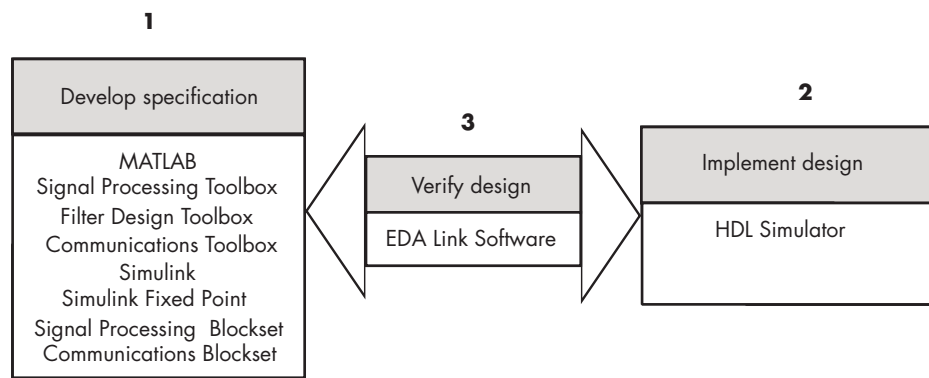 1
Develop specification
MATLAB
Signal Processing Toolbox
Filter Design Toolbox
Communications Toolbox
Simulink
Simulink Fixed Point
Signal Processing Blockset
Communications Blockset
3
Verify design
EDA Link Software
2
Implement design
HDL Simulator